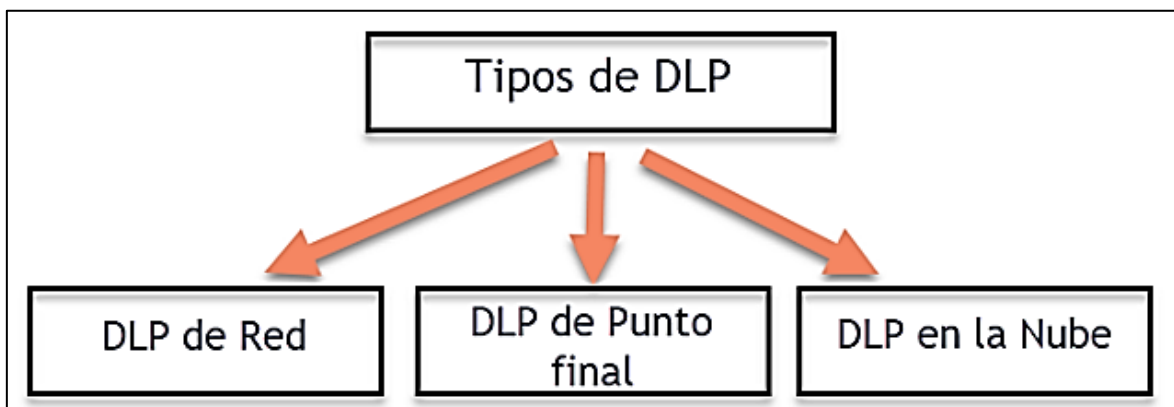 Tipos de DLP
DLP de Red
DLP de Punto
final
DLP en la Nube